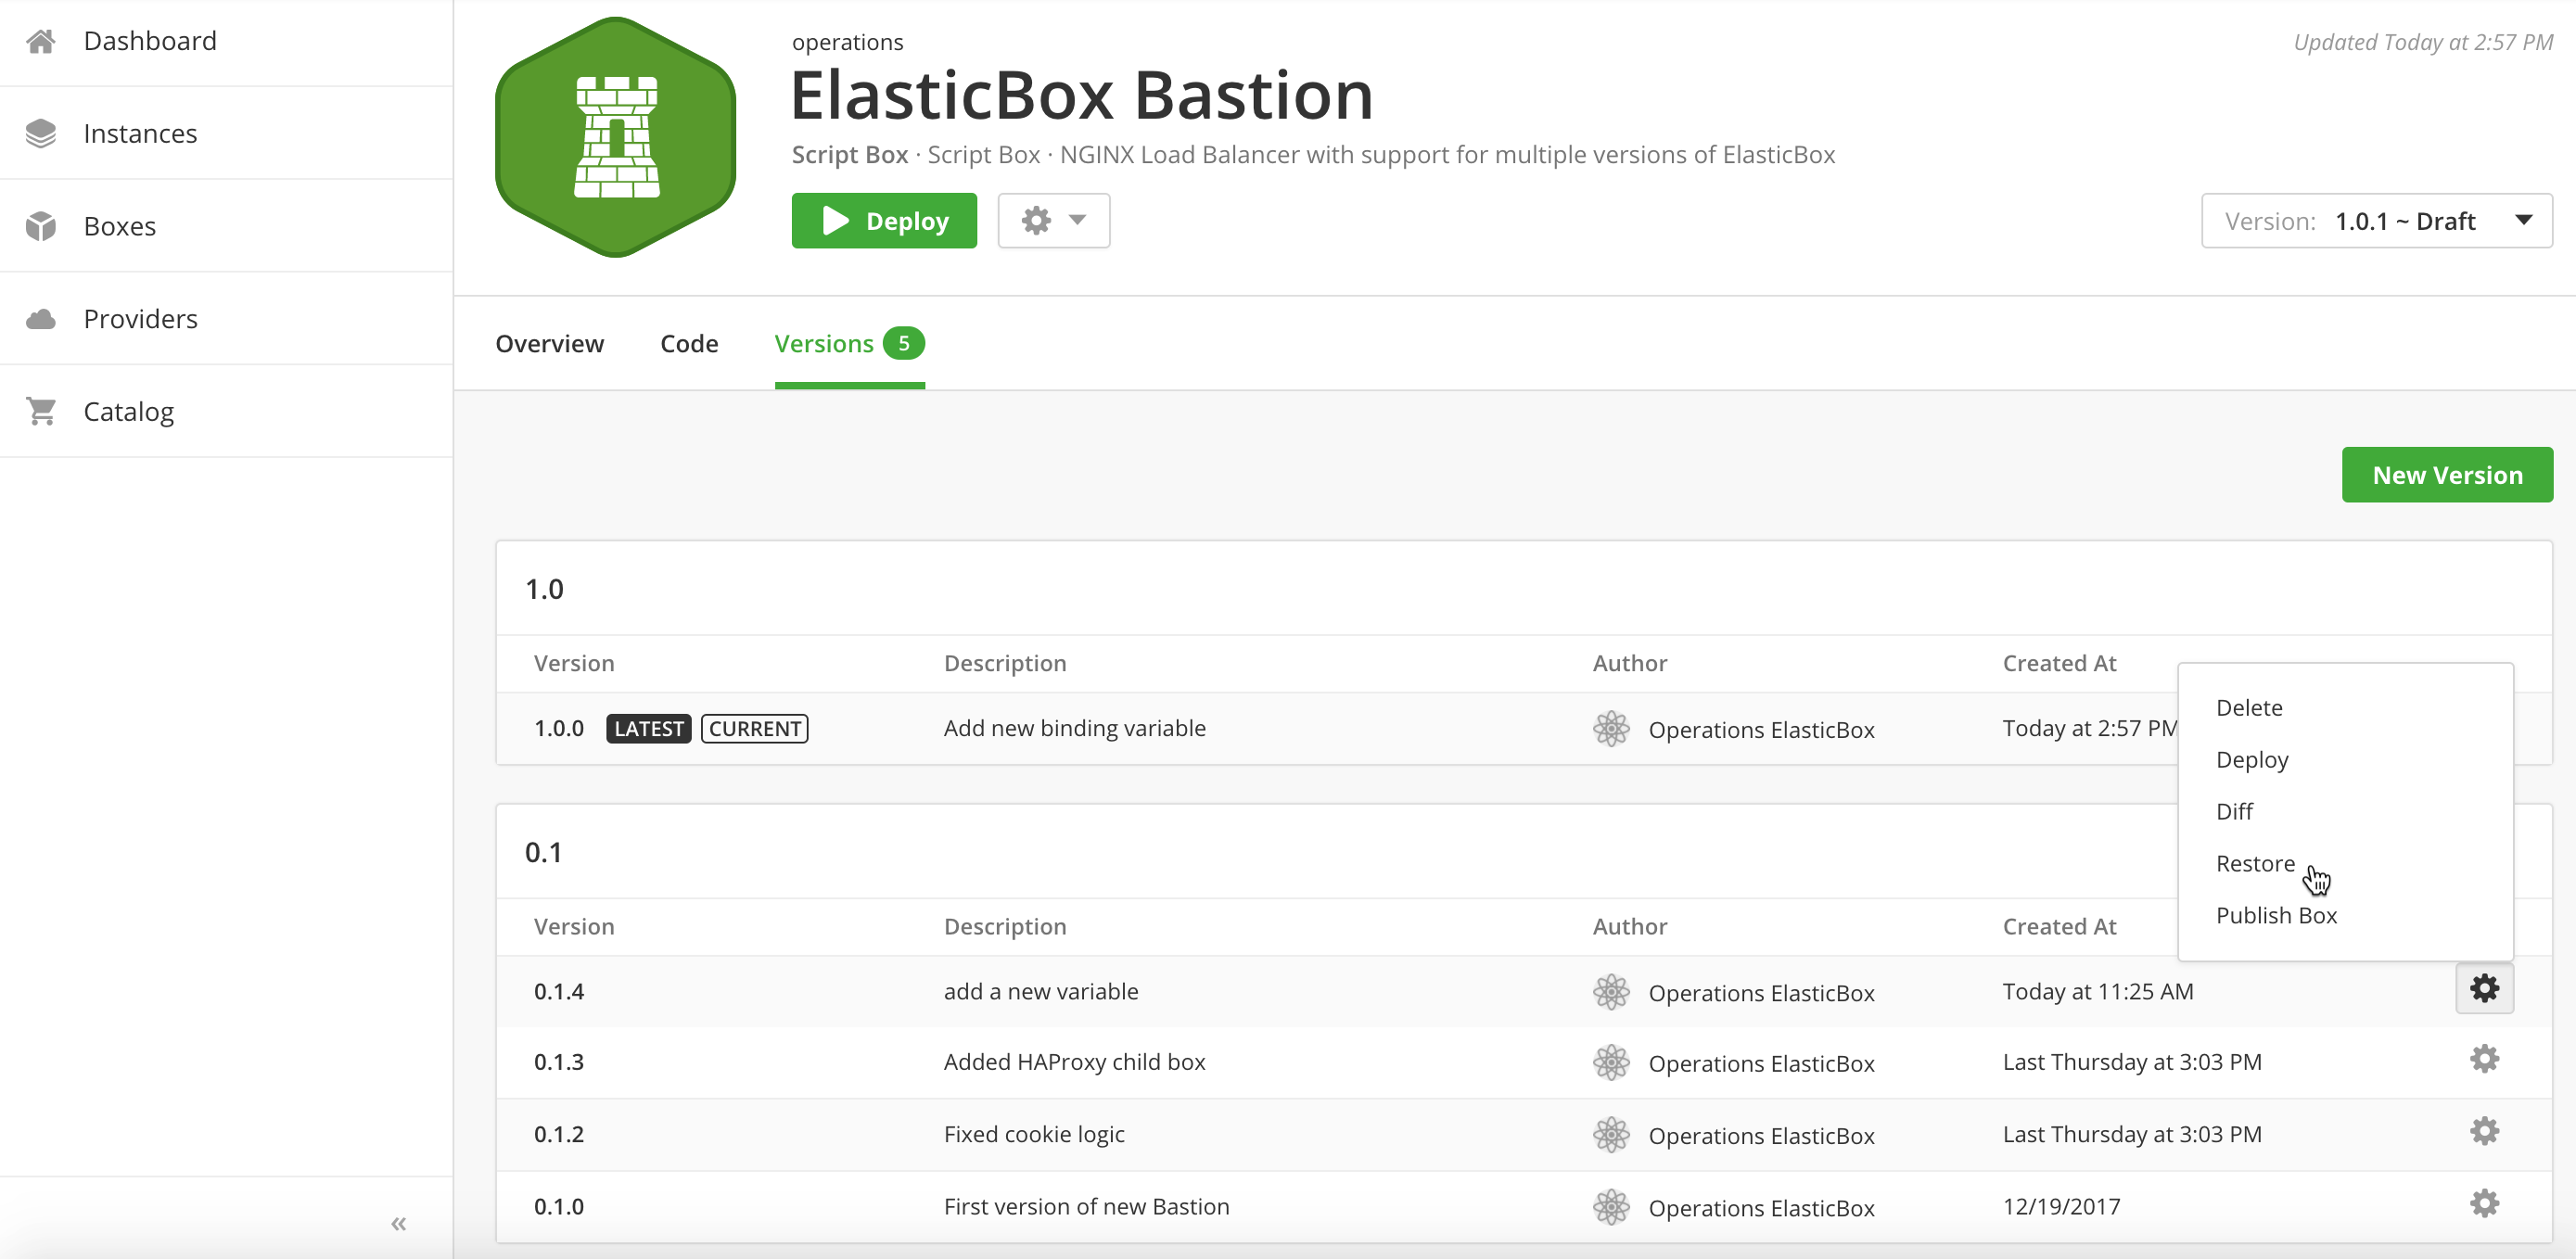 Dashboard
Instances
Boxes
Providers
Catalog
«
operations
Updated Today at 2:57 PM
ElasticBox Bastion
Script Box · Script Box · NGINX Load Balancer with support for multiple versions of ElasticBox
Deploy
Version: 1.0.1 ~ Draft
Overview Code Versions 5
New Version
1.0
Version Description Author Created At
1.0.0 LATEST CURRENT Add new binding variable Operations ElasticBox Today at 2:57 PM
Delete
Deploy
Diff
Restore
Publish Box
0.1
Version Description Author Created At
0.1.4 add a new variable Operations ElasticBox Today at 11:25 AM
0.1.3 Added HAProxy child box Operations ElasticBox Last Thursday at 3:03 PM
0.1.2 Fixed cookie logic Operations ElasticBox Last Thursday at 3:03 PM
0.1.0 First version of new Bastion Operations ElasticBox 12/19/2017